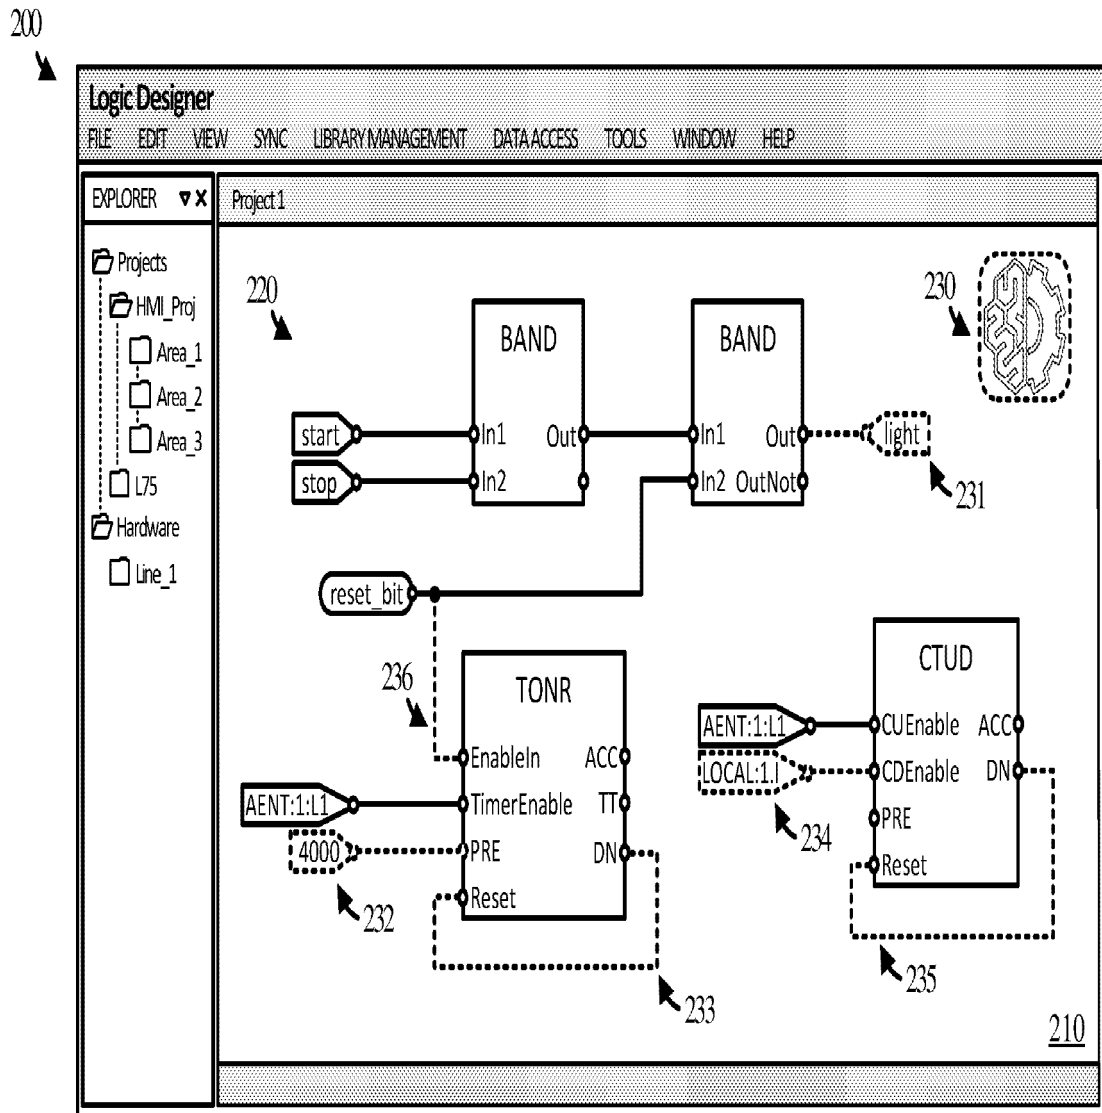 200
Logic Designer
FILE EDIT VIEW SYNC LIBRARY MANAGEMENT DATA ACCESS TOOLS WINDOW HELP
EXPLORER
Projects
HMI_Proj
Area_1
Area_2
Area_3
L75
Hardware
Line_1
Project 1
220
230
BAND
BAND
start
In1
Out
In1
Out
light
stop
In2
In2
OutNot
231
reset_bit
236
TONR
EnableIn
ACC
AENT:1:L1
TimerEnable
TT
4000
PRE
DN
Reset
232
233
CTUD
AENT:1:L1
CUEnable
ACC
LOCAL:1.I
CDEnable
DN
234
PRE
Reset
235
210